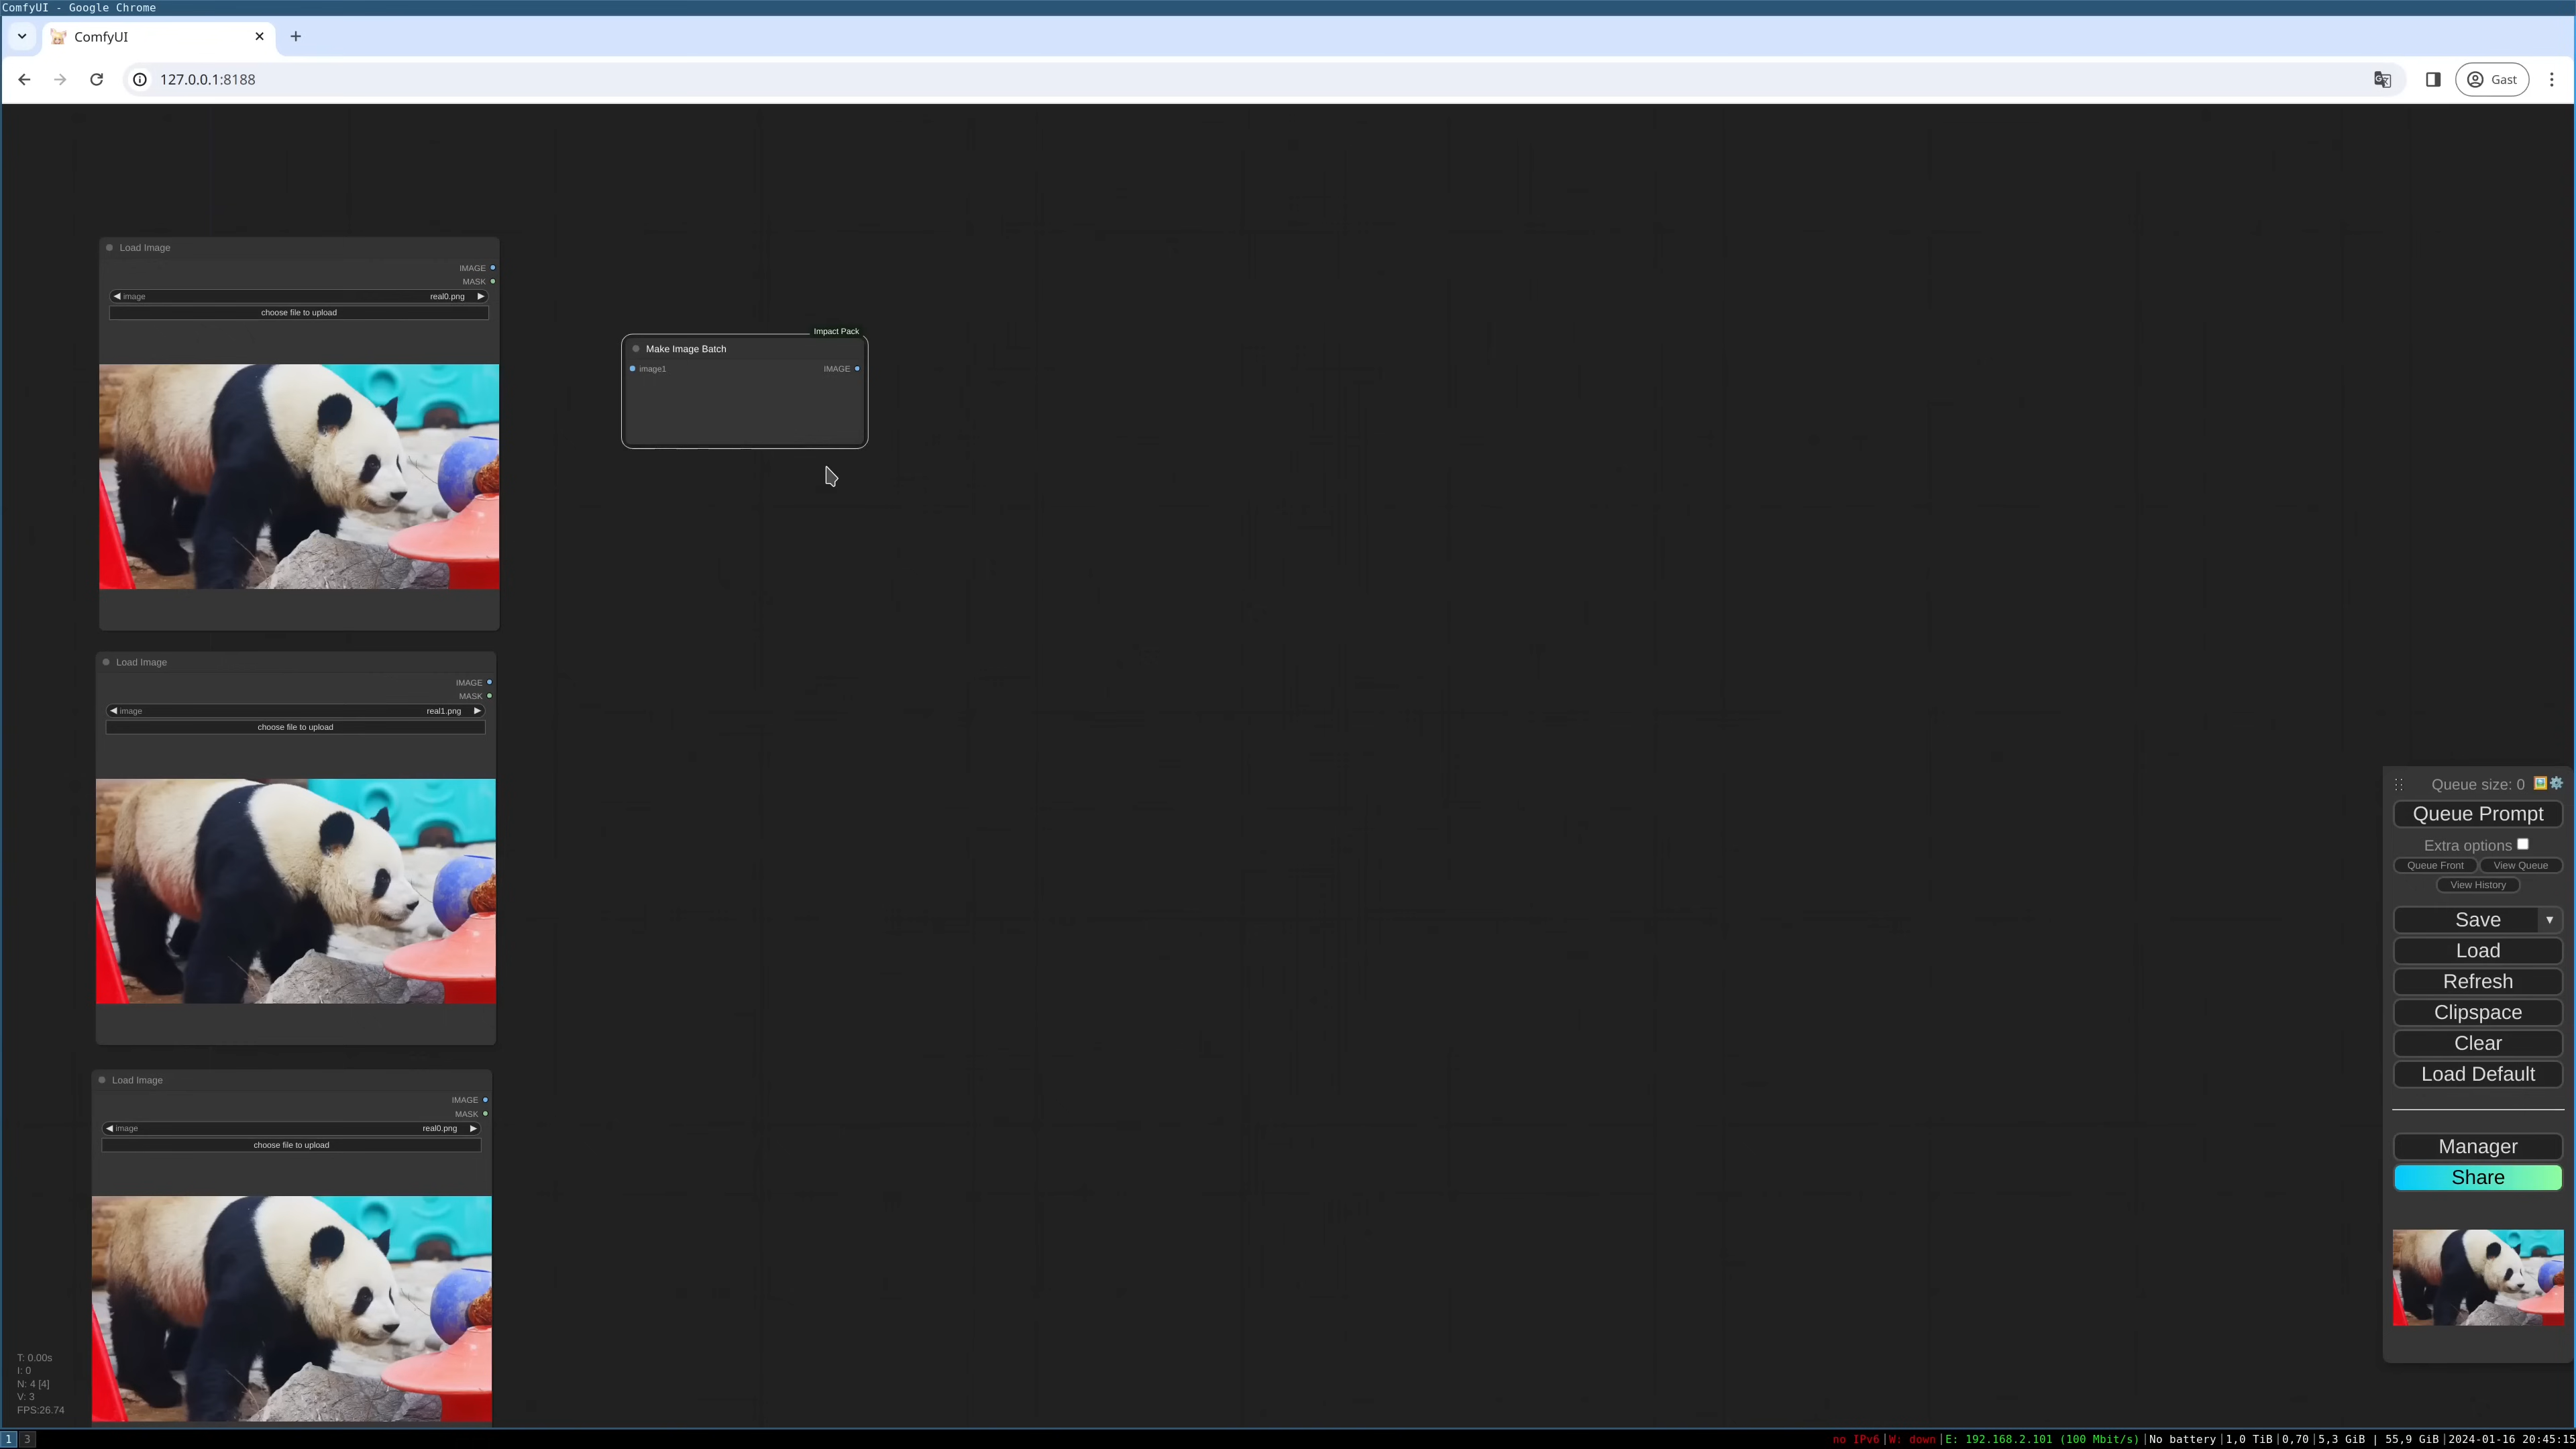 ComfyUI - Google Chrome
ComfyUI
127.0.0.1:8188
Gast
Load Image
IMAGE
MASK
image real0.png
choose file to upload
Impact Pack
Make Image Batch
image1 IMAGE
Load Image
IMAGE
MASK
image real1.png
choose file to upload
Load Image
IMAGE
MASK
image real0.png
choose file to upload
Queue size: 0
Queue Prompt
Extra options
Queue Front View Queue
View History
Save
Load
Refresh
Clipspace
Clear
Load Default
Manager
Share
T: 0.00s
I: 0
N: 4 [4]
V: 3
FPS:26.74
1 3
no IPv6|W: down|E: 192.168.2.101 (100 Mbit/s)|No battery|1,0 TiB|0,70|5,3 GiB | 55,9 GiB|2024-01-16 20:45:15